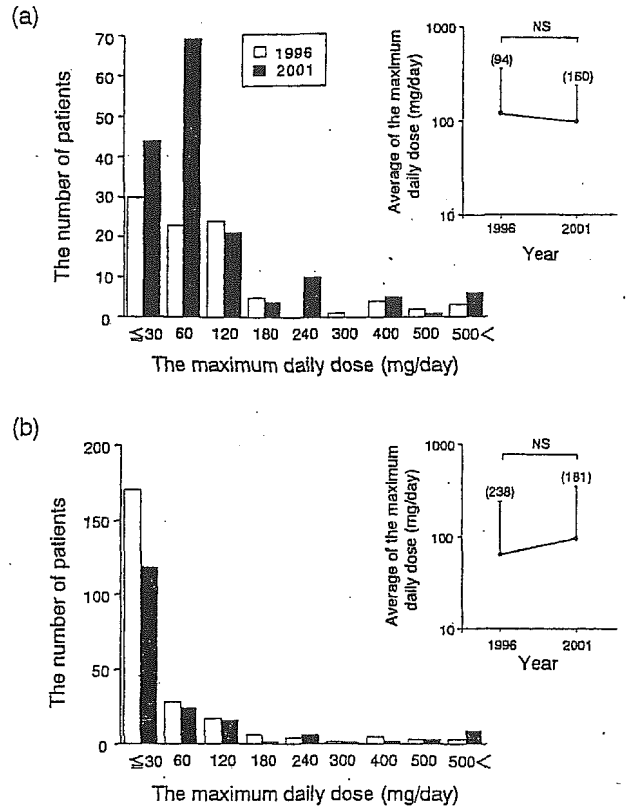 (a)
The number of patients
70
60
50
40
30
20
10
0
1996
2001
≦30 60 120 180 240 300 400 500 500<
The maximum daily dose (mg/day)
Average of the maximum
daily dose (mg/day)
1000
100
10
NS
(94)
(160)
1996 2001
Year
(b)
The number of patients
200
150
100
50
0
≦30 60 120 180 240 300 400 500 500<
The maximum daily dose (mg/day)
Average of the maximum
daily dose (mg/day)
1000
100
10
NS
(238)
(181)
1996 2001
Year